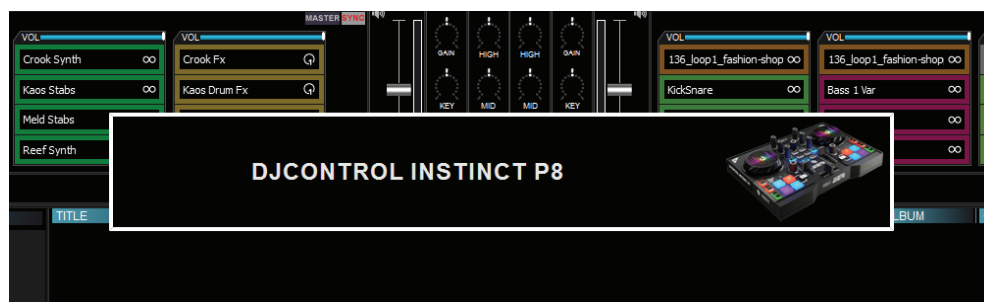 MASTER SYNC
VOL
VOL
VOL
VOL
Crook Synth
Crook Fx
GAIN HIGH HIGH GAIN
136_loop1_fashion-shop
136_loop1_fashion-shop
Kaos Stabs
Kaos Drum Fx
KEY MID MID KEY
KickSnare
Bass 1 Var
Meld Stabs
Reef Synth
DJCONTROL INSTINCT P8
TITLE
LBUM